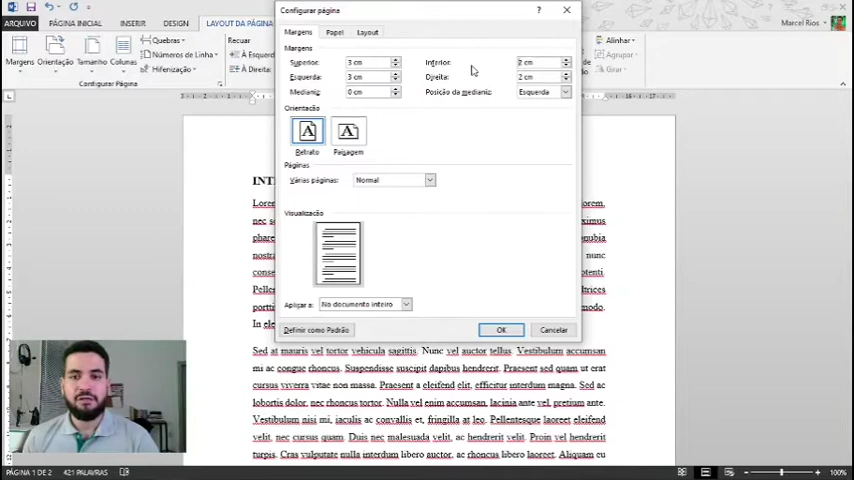 Configurar página
? ×
ARQUIVO PÁGINA INICIAL INSERIR DESIGN LAYOUT DA PÁGINA
Marcel Rios
Margens Orientação Tamanho Colunas
Quebras
Números de Linha
Hifenização
Configurar Página
Recuar
À Esquerda:
Alinhar
Agrupar
Girar
Margens Papel Layout
Margens
Superior: 3 cm Inferior: 2 cm
Esquerda: 3 cm Direita: 2 cm
Medianiz: 0 cm Posição da medianiz: Esquerda
Orientação
A A
Retrato Paisagem
Páginas
Várias páginas: Normal
Visualização
Aplicar a: No documento inteiro
Definir como Padrão OK Cancelar
Sed at mauris vel tortor vehicula sagittis. Nunc vel auctor tellus. Vestibulum accumsan
mi ac congue rhoncus. Suspendisse suscipit dapibus hendrerit. Praesent sed quam ut erat
cursus viverra vitae non massa. Praesent a eleifend elit, efficitur interdum magna. Sed ac
lobortis dolor, nec rhoncus tortor. Vel eni accumsan, lacinia ante vel, pretium ante.
Vestibulum nisi mi, iaculis ac convallis et, fringilla at leo. Pellentesque laoreet eleifend
velit, nec cursus quam. Duis nec malesuada velit, ac hendrerit velit. Proin vel hendrerit
turpis. Cras vulputate nulla interdum libero auctor, ac hendrerit libero maximus. Aliquam eu
PÁGINA 1 DE 2 421 PALAVRAS 100%